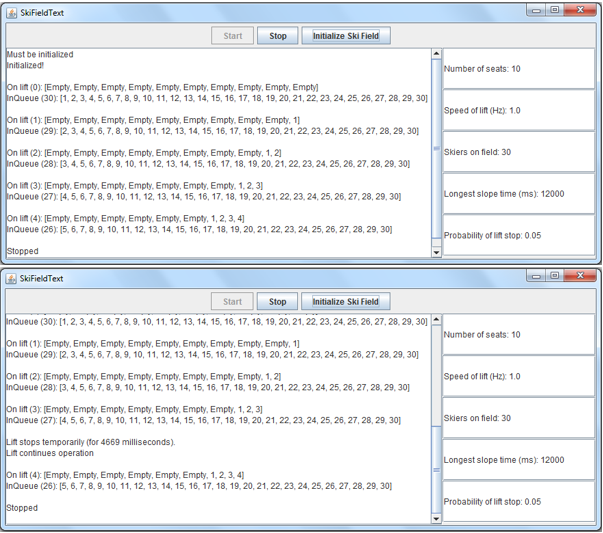 SkiFieldText
Start Stop Initialize Ski Field
Must be initialized
Initialized!
On lift (0): [Empty, Empty, Empty, Empty, Empty, Empty, Empty, Empty, Empty, Empty]
InQueue (30): [1, 2, 3, 4, 5, 6, 7, 8, 9, 10, 11, 12, 13, 14, 15, 16, 17, 18, 19, 20, 21, 22, 23, 24, 25, 26, 27, 28, 29, 30]
On lift (1): [Empty, Empty, Empty, Empty, Empty, Empty, Empty, Empty, Empty, 1]
InQueue (29): [2, 3, 4, 5, 6, 7, 8, 9, 10, 11, 12, 13, 14, 15, 16, 17, 18, 19, 20, 21, 22, 23, 24, 25, 26, 27, 28, 29, 30]
On lift (2): [Empty, Empty, Empty, Empty, Empty, Empty, Empty, Empty, 1, 2]
InQueue (28): [3, 4, 5, 6, 7, 8, 9, 10, 11, 12, 13, 14, 15, 16, 17, 18, 19, 20, 21, 22, 23, 24, 25, 26, 27, 28, 29, 30]
On lift (3): [Empty, Empty, Empty, Empty, Empty, Empty, Empty, 1, 2, 3]
InQueue (27): [4, 5, 6, 7, 8, 9, 10, 11, 12, 13, 14, 15, 16, 17, 18, 19, 20, 21, 22, 23, 24, 25, 26, 27, 28, 29, 30]
On lift (4): [Empty, Empty, Empty, Empty, Empty, Empty, 1, 2, 3, 4]
InQueue (26): [5, 6, 7, 8, 9, 10, 11, 12, 13, 14, 15, 16, 17, 18, 19, 20, 21, 22, 23, 24, 25, 26, 27, 28, 29, 30]
Stopped
Number of seats: 10
Speed of lift (Hz): 1.0
Skiers on field: 30
Longest slope time (ms): 12000
Probability of lift stop: 0.05
SkiFieldText
Start Stop Initialize Ski Field
InQueue (30): [1, 2, 3, 4, 5, 6, 7, 8, 9, 10, 11, 12, 13, 14, 15, 16, 17, 18, 19, 20, 21, 22, 23, 24, 25, 26, 27, 28, 29, 30]
On lift (1): [Empty, Empty, Empty, Empty, Empty, Empty, Empty, Empty, Empty, 1]
InQueue (29): [2, 3, 4, 5, 6, 7, 8, 9, 10, 11, 12, 13, 14, 15, 16, 17, 18, 19, 20, 21, 22, 23, 24, 25, 26, 27, 28, 29, 30]
On lift (2): [Empty, Empty, Empty, Empty, Empty, Empty, Empty, Empty, 1, 2]
InQueue (28): [3, 4, 5, 6, 7, 8, 9, 10, 11, 12, 13, 14, 15, 16, 17, 18, 19, 20, 21, 22, 23, 24, 25, 26, 27, 28, 29, 30]
On lift (3): [Empty, Empty, Empty, Empty, Empty, Empty, Empty, 1, 2, 3]
InQueue (27): [4, 5, 6, 7, 8, 9, 10, 11, 12, 13, 14, 15, 16, 17, 18, 19, 20, 21, 22, 23, 24, 25, 26, 27, 28, 29, 30]
Lift stops temporarily (for 4669 milliseconds).
Lift continues operation
On lift (4): [Empty, Empty, Empty, Empty, Empty, Empty, 1, 2, 3, 4]
InQueue (26): [5, 6, 7, 8, 9, 10, 11, 12, 13, 14, 15, 16, 17, 18, 19, 20, 21, 22, 23, 24, 25, 26, 27, 28, 29, 30]
Stopped
Number of seats: 10
Speed of lift (Hz): 1.0
Skiers on field: 30
Longest slope time (ms): 12000
Probability of lift stop: 0.05